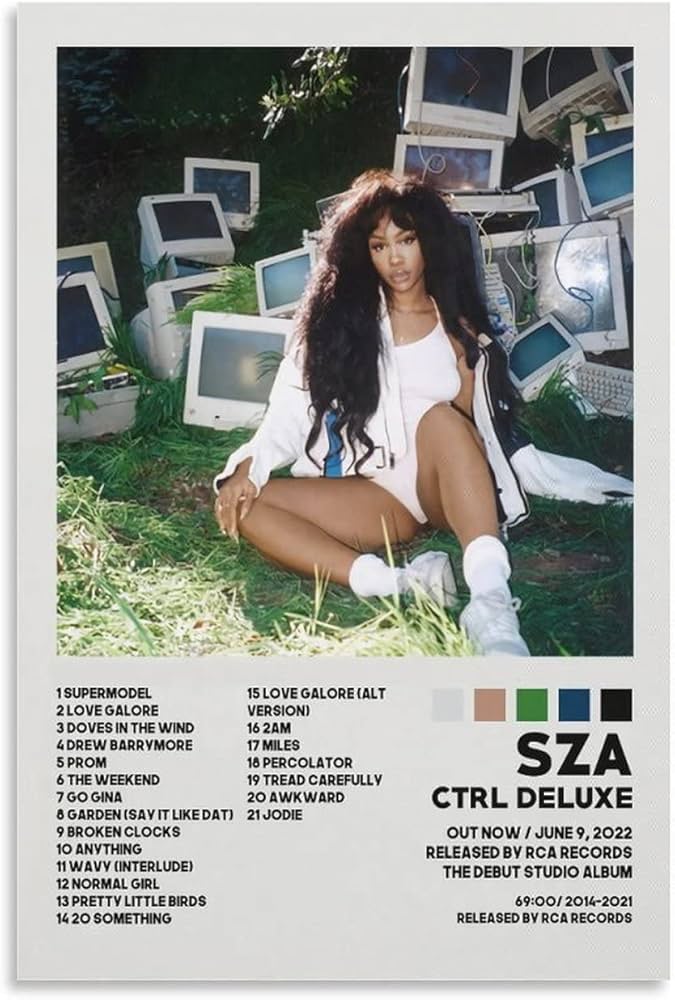 1 SUPERMODEL
2 LOVE GALORE
3 DOVES IN THE WIND
4 DREW BARRYMORE
5 PROM
6 THE WEEKEND
7 GO GINA
8 GARDEN (SAY IT LIKE DAT)
9 BROKEN CLOCKS
10 ANYTHING
11 WAVY (INTERLUDE)
12 NORMAL GIRL
13 PRETTY LITTLE BIRDS
14 20 SOMETHING
15 LOVE GALORE (ALT
VERSION)
16 2AM
17 MILES
18 PERCOLATOR
19 TREAD CAREFULLY
20 AWKWARD
21 JODIE
SZA
CTRL DELUXE
OUT NOW / JUNE 9, 2022
RELEASED BY RCA RECORDS
THE DEBUT STUDIO ALBUM
69:00/ 2014-2021
RELEASED BY RCA RECORDS